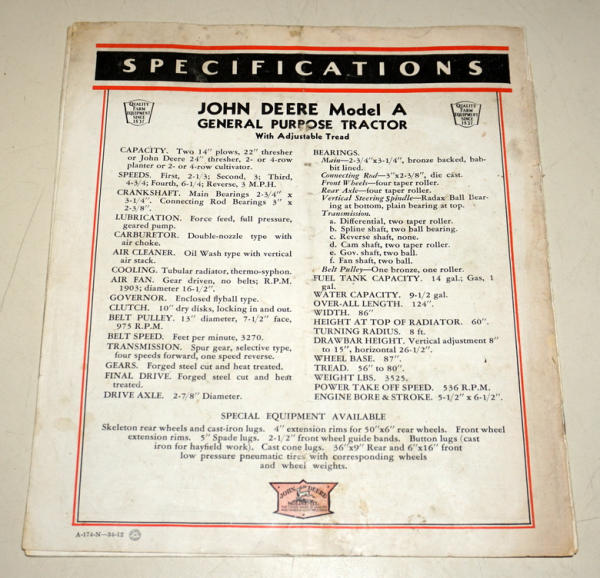 SPECIFICATIONS
QUALITY
FARM
EQUIPMENT
SINCE
1837
JOHN DEERE Model A
GENERAL PURPOSE TRACTOR
With Adjustable Tread
QUALITY
FARM
EQUIPMENT
SINCE
1837
CAPACITY. Two 14" plows, 22" thresher
or John Deere 24" thresher, 2- or 4-row
planter or 2- or 4-row cultivator.
SPEEDS. First, 2-1/3; Second, 3; Third,
4-3/4; Fourth, 6-1/4; Reverse, 3 M.P.H.
CRANKSHAFT. Main Bearings 2-3/4" x
3-1/4". Connecting Rod Bearings 3" x
2-3/8".
LUBRICATION. Force feed, full pressure,
geared pump.
CARBURETOR. Double-nozzle type with
air choke.
AIR CLEANER. Oil Wash type with vertical
air stack.
COOLING. Tubular radiator, thermo-syphon.
AIR FAN. Gear driven, no belts; R.P.M.
1903; diameter 16-1/2".
GOVERNOR. Enclosed flyball type.
CLUTCH. 10" dry disks, locking in and out.
BELT PULLEY. 13" diameter, 7-1/2" face,
975 R.P.M.
BELT SPEED. Feet per minute, 3270.
TRANSMISSION. Spur gear, selective type,
four speeds forward, one speed reverse.
GEARS. Forged steel cut and heat treated.
FINAL DRIVE. Forged steel cut and heat
treated.
DRIVE AXLE. 2-7/8" Diameter.
BEARINGS.
Main—2-3/4"x3-1/4", bronze backed, bab-
bit lined.
Connecting Rod—3"x2-3/8", die cast.
Front Wheels—four taper roller.
Rear Axle—four taper roller.
Vertical Steering Spindle—Radax Ball Bear-
ing at bottom, plain bearing at top.
Transmission.
a. Differential, two taper roller.
b. Spline shaft, two ball bearing.
c. Reverse shaft, none.
d. Cam shaft, two taper roller.
e. Gov. shaft, two ball.
f. Fan shaft, two ball.
Belt Pulley—One bronze, one roller.
FUEL TANK CAPACITY. 14 gal.; Gas, 1
gal.
WATER CAPACITY. 9-1/2 gal.
OVER-ALL LENGTH. 124".
WIDTH. 86"
HEIGHT AT TOP OF RADIATOR. 60".
TURNING RADIUS. 8 ft.
DRAWBAR HEIGHT. Vertical adjustment 8"
to 15", horizontal 26-1/2".
WHEEL BASE. 87".
TREAD. 56" to 80".
WEIGHT LBS. 3525.
POWER TAKE OFF SPEED. 536 R.P.M.
ENGINE BORE & STROKE. 5-1/2" x 6-1/2".
SPECIAL EQUIPMENT AVAILABLE
Skeleton rear wheels and cast-iron lugs. 4" extension rims for 50"x6" rear wheels. Front wheel
extension rims. 5" Spade lugs. 2-1/2" front wheel guide bands. Button lugs (cast
iron for hayfield work). Cast cone lugs. 36"x9" Rear and 6"x16" front
low pressure pneumatic tires with corresponding wheels
and wheel weights.
JOHN DEERE
MOLINE, ILL.
A-174-N—34-12